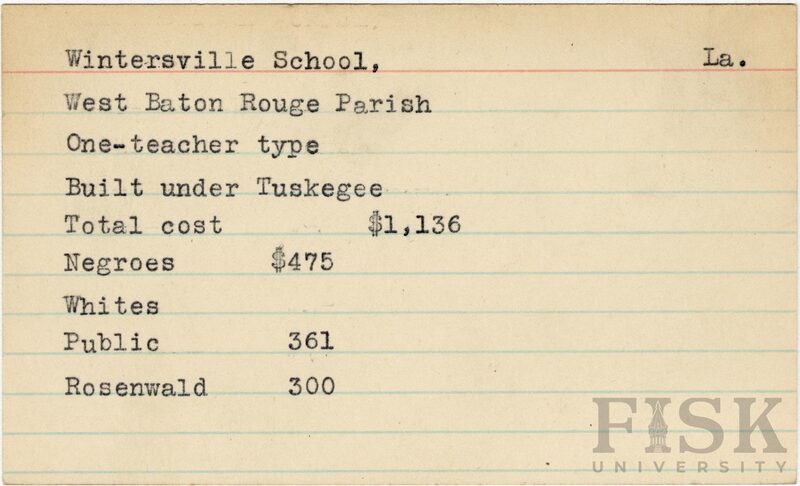 Wintersville School, La.
West Baton Rouge Parish
One-teacher type
Built under Tuskegee
Total cost $1,136
Negroes $475
Whites
Public 361
Rosenwald 300
FISK
UNIVERSITY